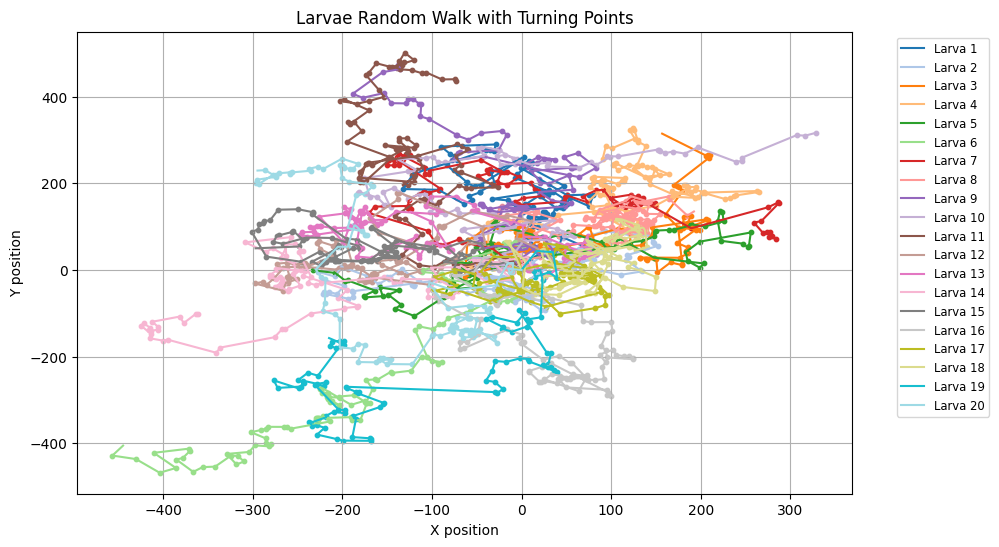 Larvae Random Walk with Turning Points
Y position
400
200
0
−200
−400
−400
−300
−200
−100
0
100
200
300
X position
Larva 1
Larva 2
Larva 3
Larva 4
Larva 5
Larva 6
Larva 7
Larva 8
Larva 9
Larva 10
Larva 11
Larva 12
Larva 13
Larva 14
Larva 15
Larva 16
Larva 17
Larva 18
Larva 19
Larva 20